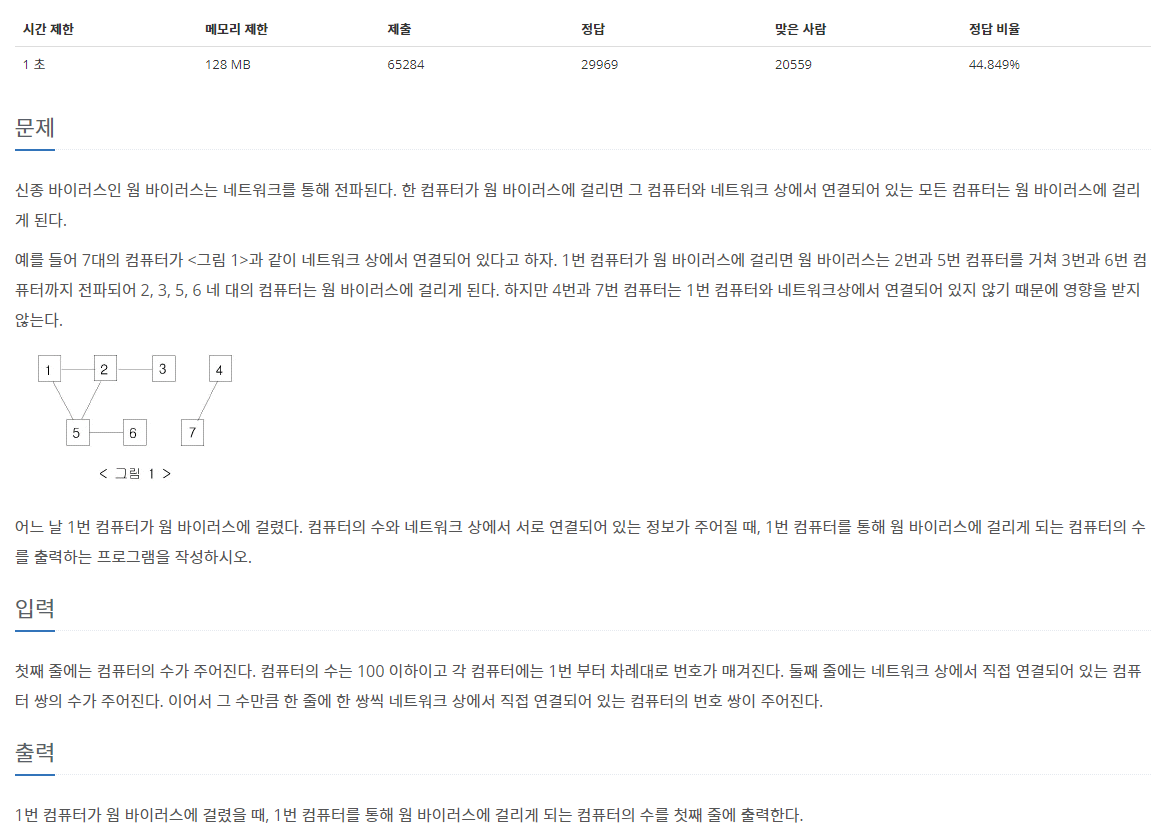 시간 제한 메모리 제한 제출 정답 맞은 사람 정답 비율
1 초 128 MB 65284 29969 20559 44.849%
문제
신종 바이러스인 웜 바이러스는 네트워크를 통해 전파된다. 한 컴퓨터가 웜 바이러스에 걸리면 그 컴퓨터와 네트워크 상에서 연결되어 있는 모든 컴퓨터는 웜 바이러스에 걸리
게 된다.
예를 들어 7대의 컴퓨터가 <그림 1>과 같이 네트워크 상에서 연결되어 있다고 하자. 1번 컴퓨터가 웜 바이러스에 걸리면 웜 바이러스는 2번과 5번 컴퓨터를 거쳐 3번과 6번 컴
퓨터까지 전파되어 2, 3, 5, 6 네 대의 컴퓨터는 웜 바이러스에 걸리게 된다. 하지만 4번과 7번 컴퓨터는 1번 컴퓨터와 네트워크상에서 연결되어 있지 않기 때문에 영향을 받지
않는다.
1 2 3 4
5 6 7
< 그림 1 >
어느 날 1번 컴퓨터가 웜 바이러스에 걸렸다. 컴퓨터의 수와 네트워크 상에서 서로 연결되어 있는 정보가 주어질 때, 1번 컴퓨터를 통해 웜 바이러스에 걸리게 되는 컴퓨터의 수
를 출력하는 프로그램을 작성하시오.
입력
첫째 줄에는 컴퓨터의 수가 주어진다. 컴퓨터의 수는 100 이하이고 각 컴퓨터에는 1번 부터 차례대로 번호가 매겨진다. 둘째 줄에는 네트워크 상에서 직접 연결되어 있는 컴퓨
터 쌍의 수가 주어진다. 이어서 그 수만큼 한 줄에 한 쌍씩 네트워크 상에서 직접 연결되어 있는 컴퓨터의 번호 쌍이 주어진다.
출력
1번 컴퓨터가 웜 바이러스에 걸렸을 때, 1번 컴퓨터를 통해 웜 바이러스에 걸리게 되는 컴퓨터의 수를 첫째 줄에 출력한다.